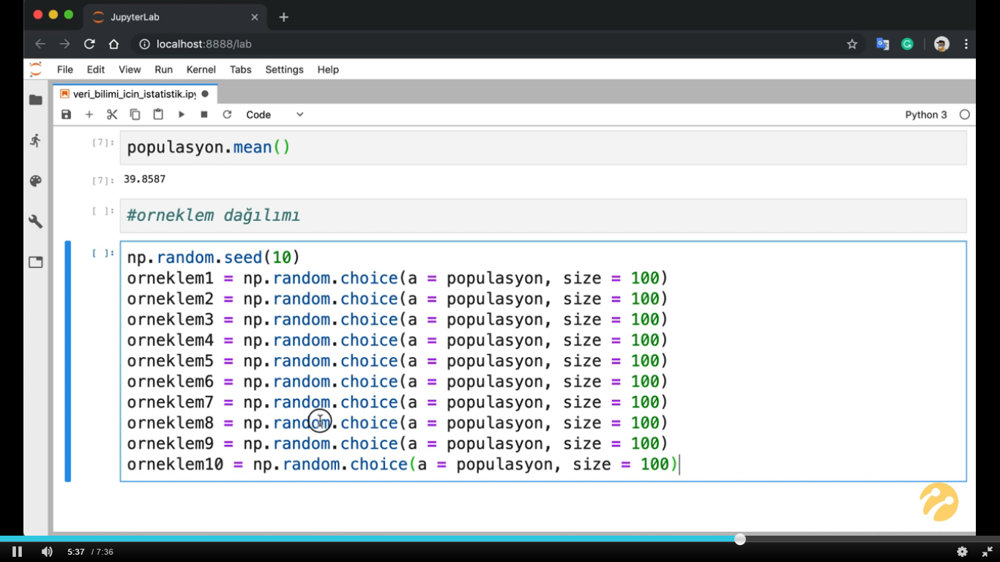 JupyterLab
localhost:8888/lab
File Edit View Run Kernel Tabs Settings Help
veri_bilimi_icin_istatistik.ipy
Code Python 3
[7]: populasyon.mean()
[7]: 39.8587
[ ]: #orneklem dağılımı
[ ]: np.random.seed(10)
orneklem1 = np.random.choice(a = populasyon, size = 100)
orneklem2 = np.random.choice(a = populasyon, size = 100)
orneklem3 = np.random.choice(a = populasyon, size = 100)
orneklem4 = np.random.choice(a = populasyon, size = 100)
orneklem5 = np.random.choice(a = populasyon, size = 100)
orneklem6 = np.random.choice(a = populasyon, size = 100)
orneklem7 = np.random.choice(a = populasyon, size = 100)
orneklem8 = np.random.choice(a = populasyon, size = 100)
orneklem9 = np.random.choice(a = populasyon, size = 100)
orneklem10 = np.random.choice(a = populasyon, size = 100)
5:37 / 7:36